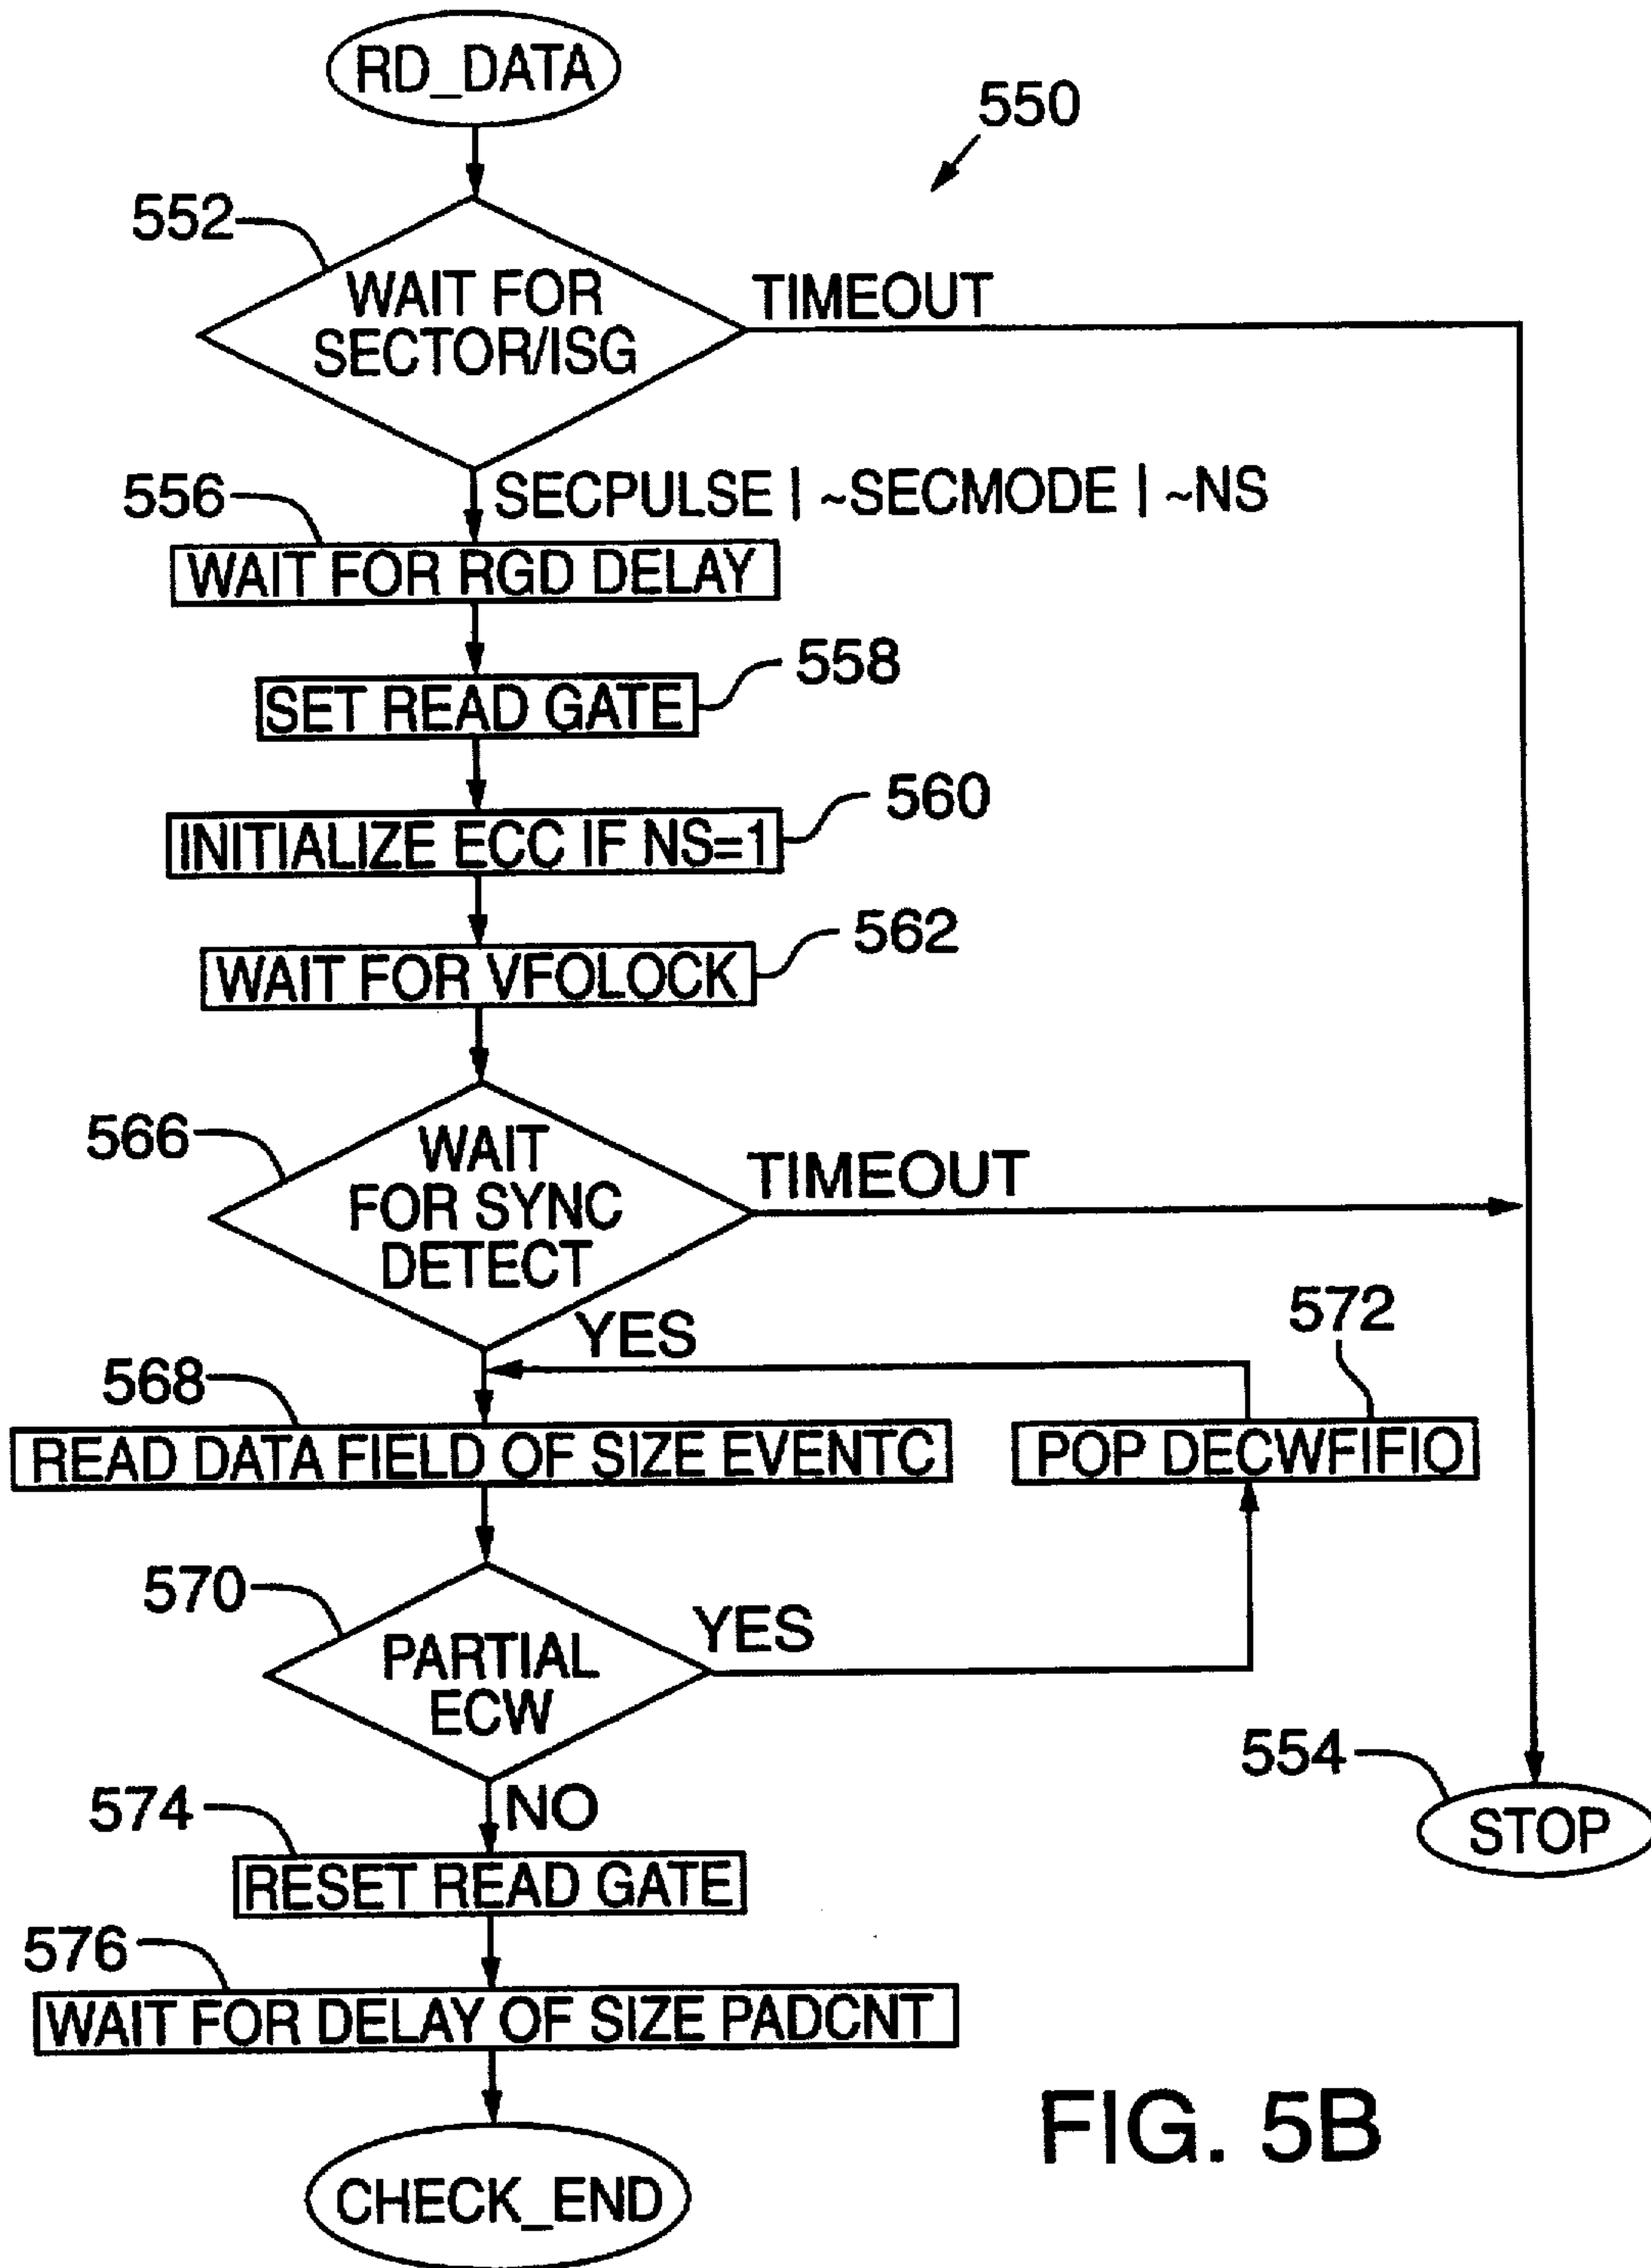 RD_DATA
550
552
WAIT FOR
SECTOR/ISG
TIMEOUT
SECPULSE | ~SECMODE | ~NS
556
WAIT FOR RGD DELAY
558
SET READ GATE
560
INITIALIZE ECC IF NS=1
562
WAIT FOR VFOLOCK
566
WAIT
FOR SYNC
DETECT
TIMEOUT
YES
572
568
READ DATA FIELD OF SIZE EVENTC
POP DECWFIFIO
570
PARTIAL
ECW
YES
554
STOP
NO
574
RESET READ GATE
576
WAIT FOR DELAY OF SIZE PADCNT
CHECK_END
FIG. 5B